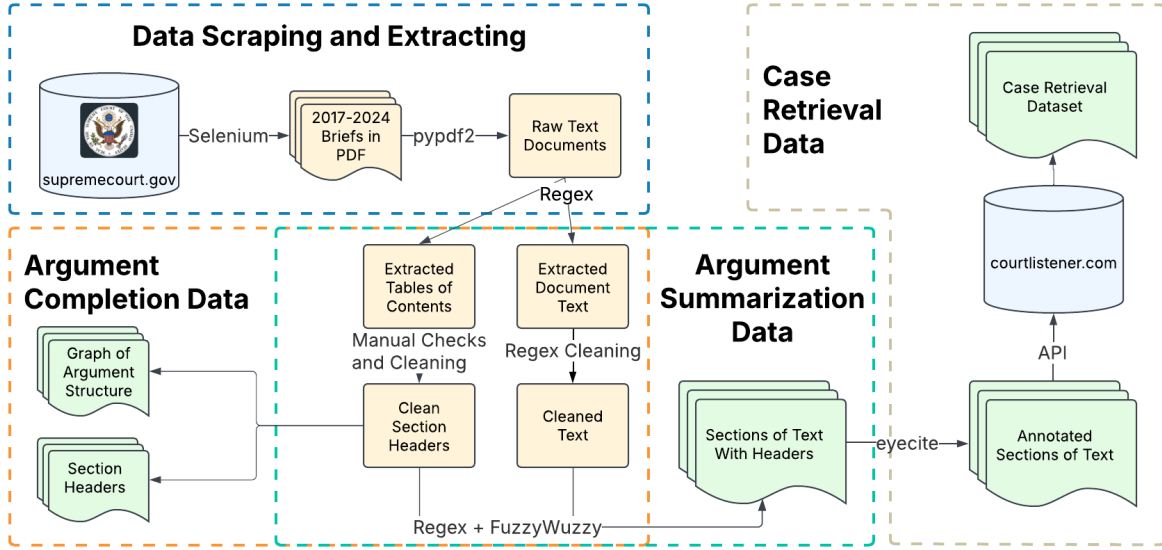 Data Scraping and Extracting
supremecourt.gov
Selenium
2017-2024
Briefs in
PDF
pypdf2
Raw Text
Documents
Regex
Case
Retrieval
Data
Case Retrieval
Dataset
courtlistener.com
API
Annotated
Sections of Text
Argument
Completion Data
Graph of
Argument
Structure
Section
Headers
Extracted
Tables of
Contents
Manual Checks
and Cleaning
Clean
Section
Headers
Extracted
Document
Text
Regex Cleaning
Cleaned
Text
Regex + FuzzyWuzzy
Argument
Summarization
Data
Sections of Text
With Headers
eyecite